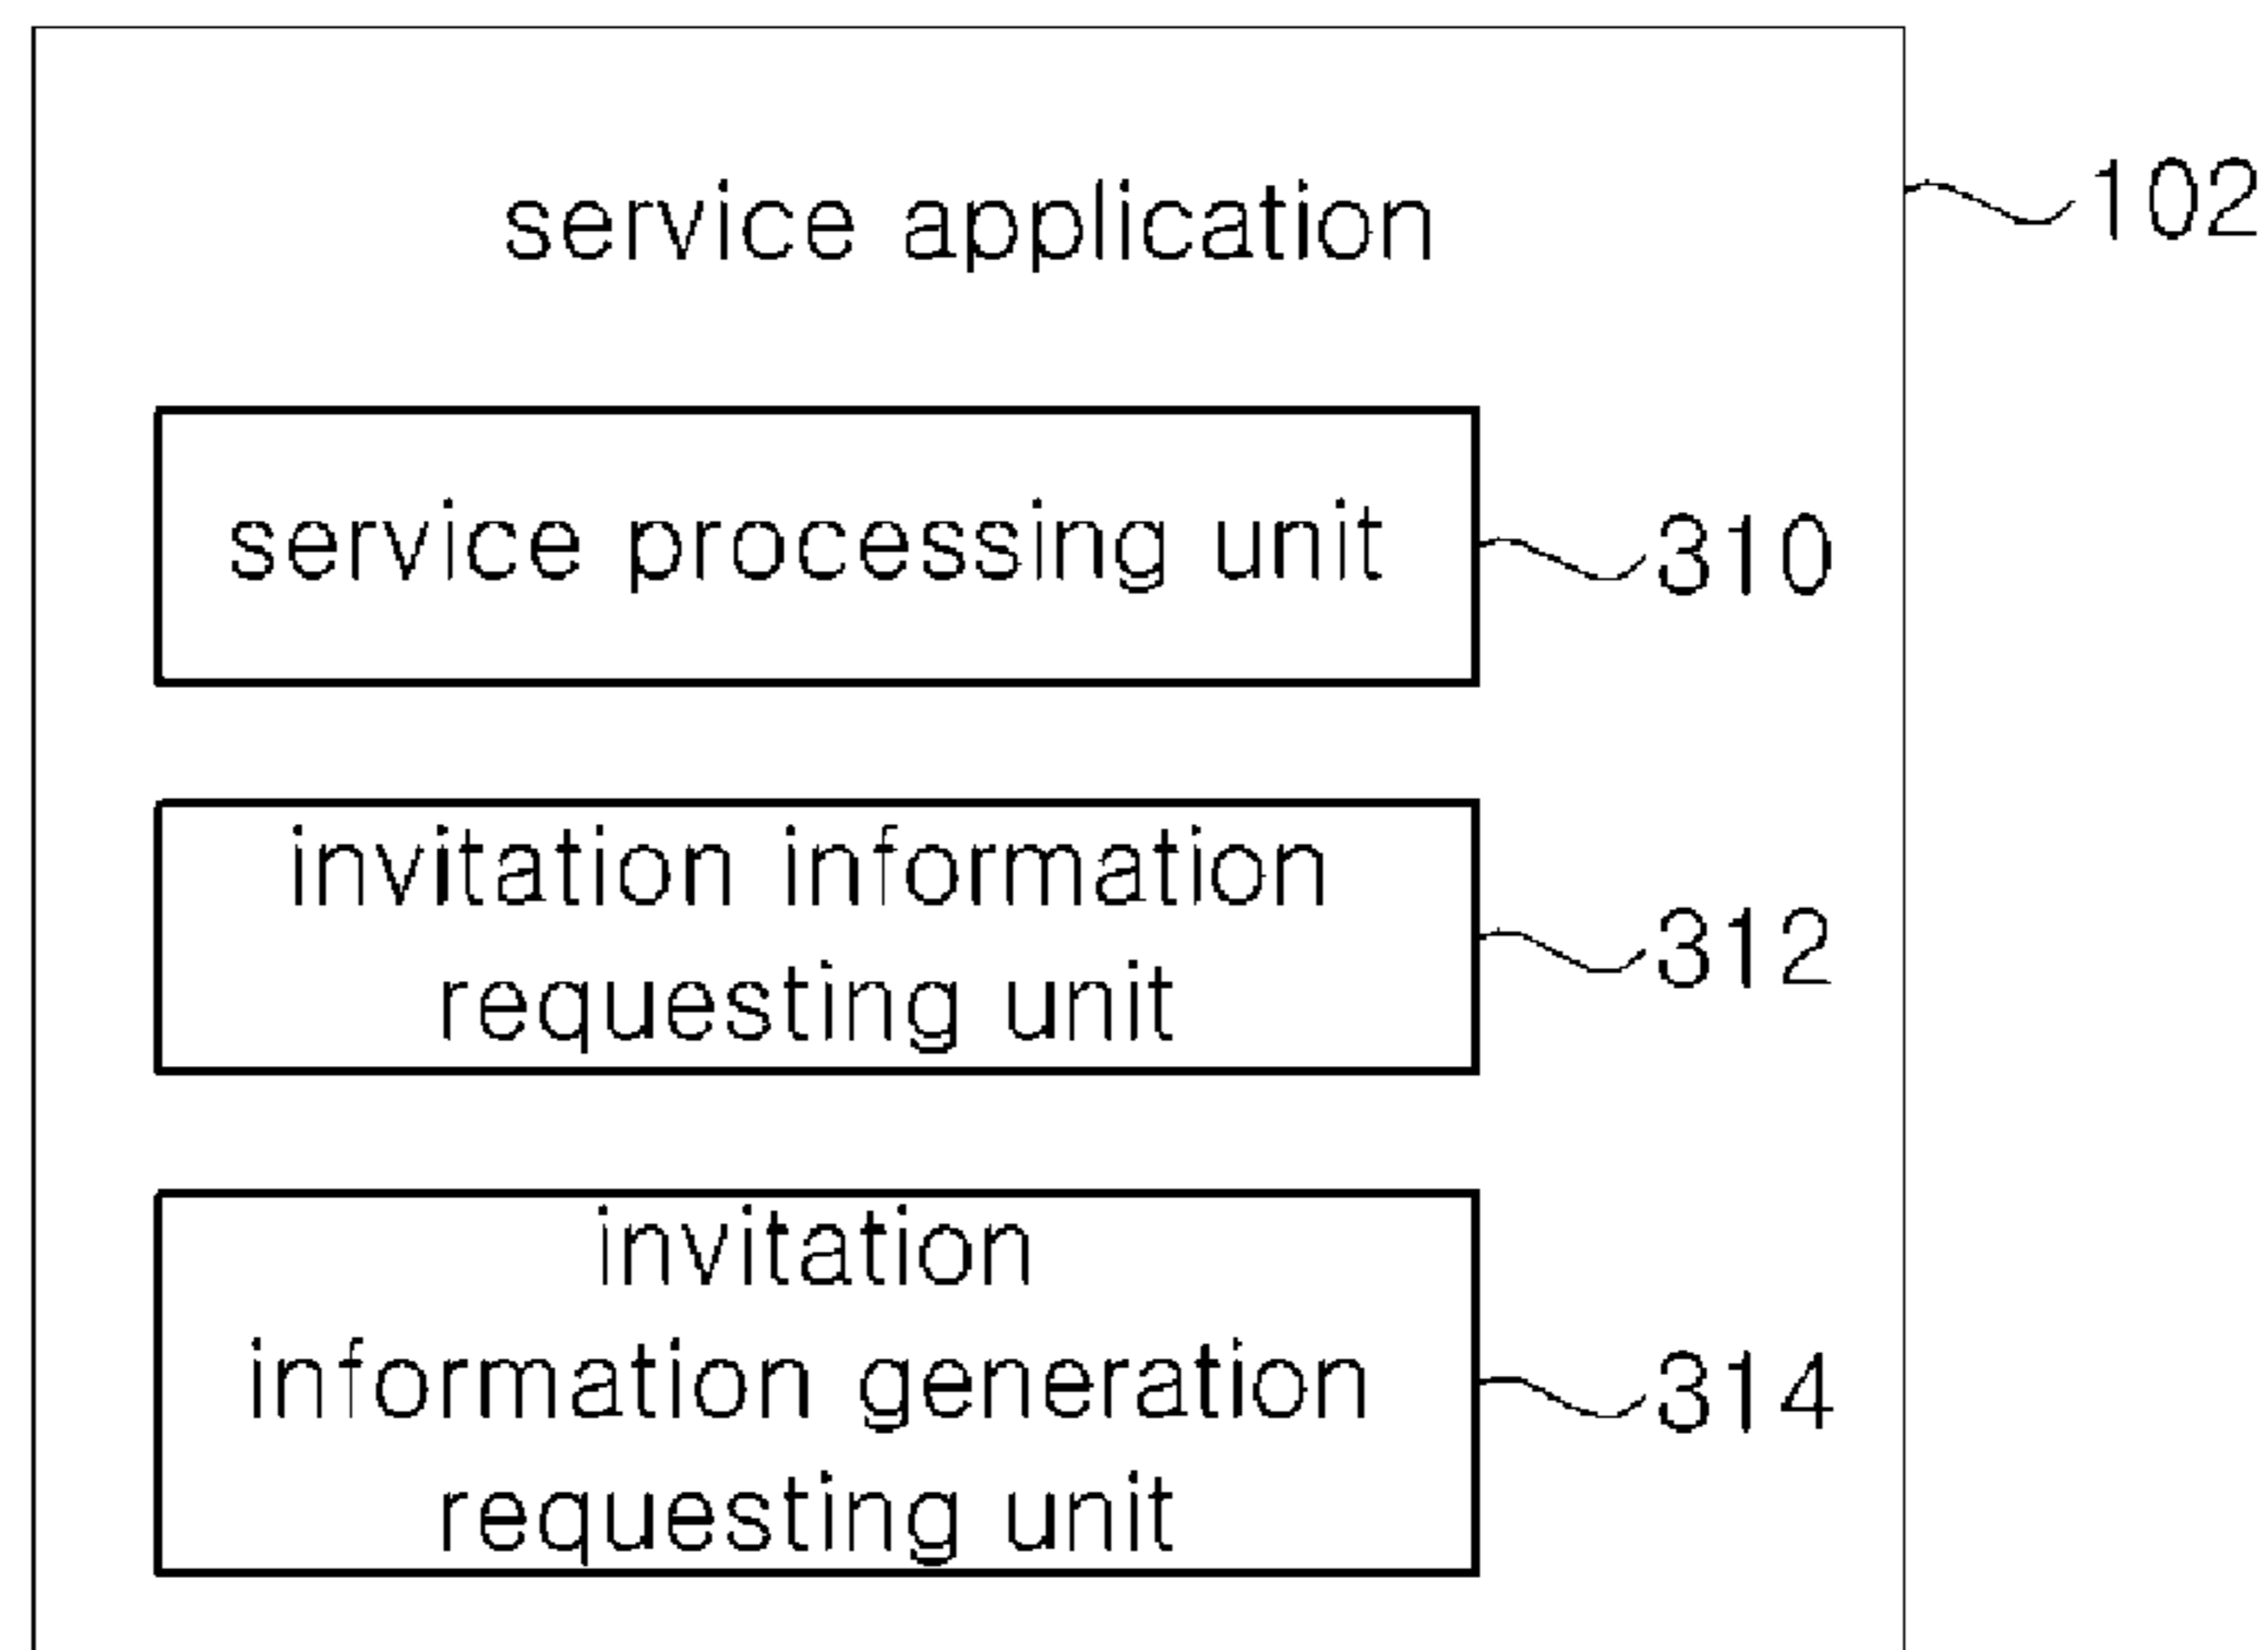 service application
102
service processing unit
310
invitation information
requesting unit
312
invitation
information generation
requesting unit
314